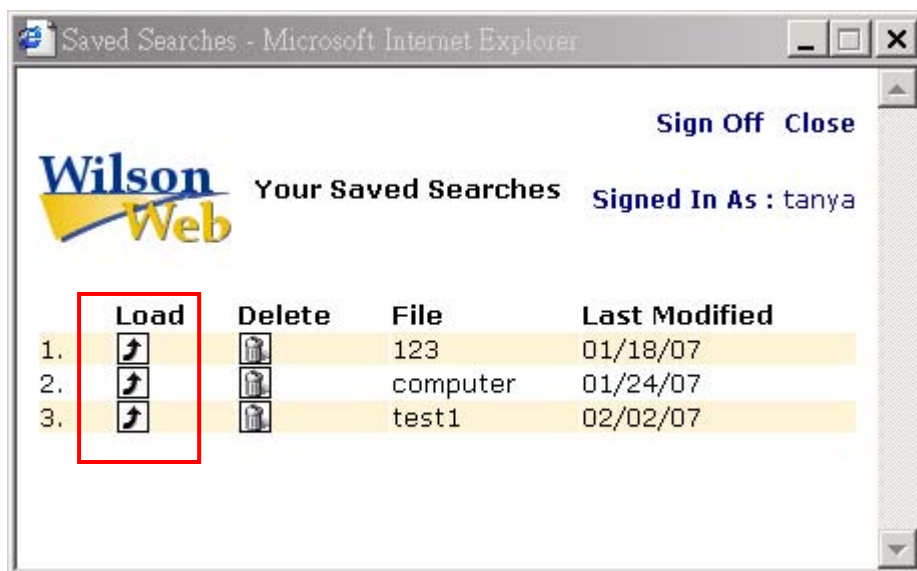 Saved Searches - Microsoft Internet Explorer
Sign Off Close
Wilson
Web
Your Saved Searches
Signed In As : tanya
Load Delete File Last Modified
1. 123 01/18/07
2. computer 01/24/07
3. test1 02/02/07